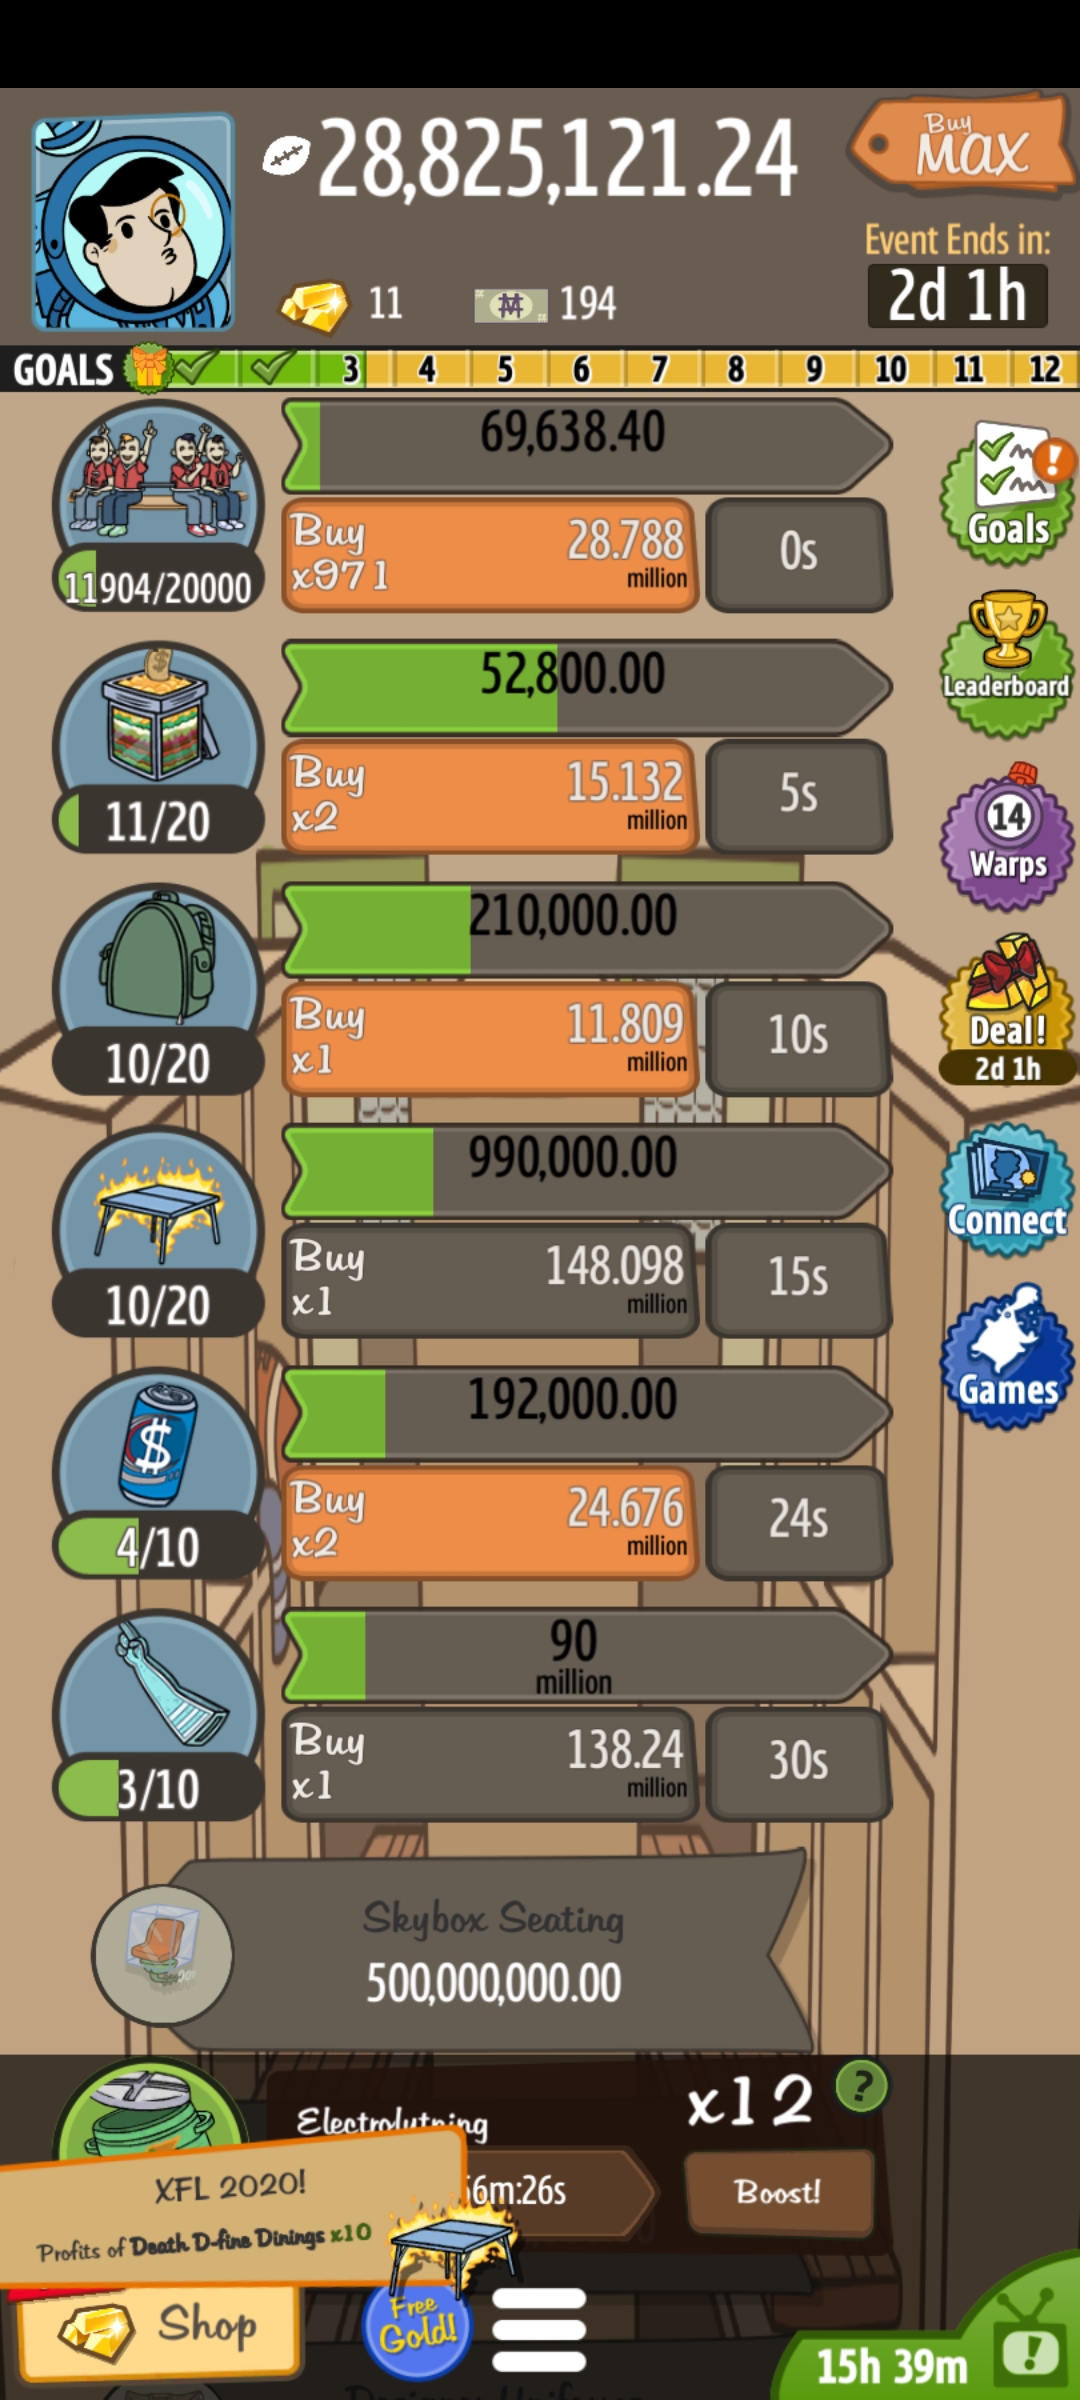 28,825,121.24
Buy
MAX
Event Ends in:
2d 1h
11
194
GOALS
3 4 5 6 7 8 9 10 11 12
69,638.40
Buy
x971
28.788
million
0s
11904/20000
Goals
52,800.00
Buy
x2
15.132
million
5s
11/20
Leaderboard
210,000.00
Buy
x1
11.809
million
10s
10/20
14
Warps
Deal!
2d 1h
990,000.00
Buy
x1
148.098
million
15s
10/20
Connect
192,000.00
Buy
x2
24.676
million
24s
4/10
Games
90
million
Buy
x1
138.24
million
30s
3/10
Skybox Seating
500,000,000.00
x12
?
56m:26s
Boost!
XFL 2020!
Profits of Death D-fine Dinings x10
Shop
Free
Gold!
15h 39m